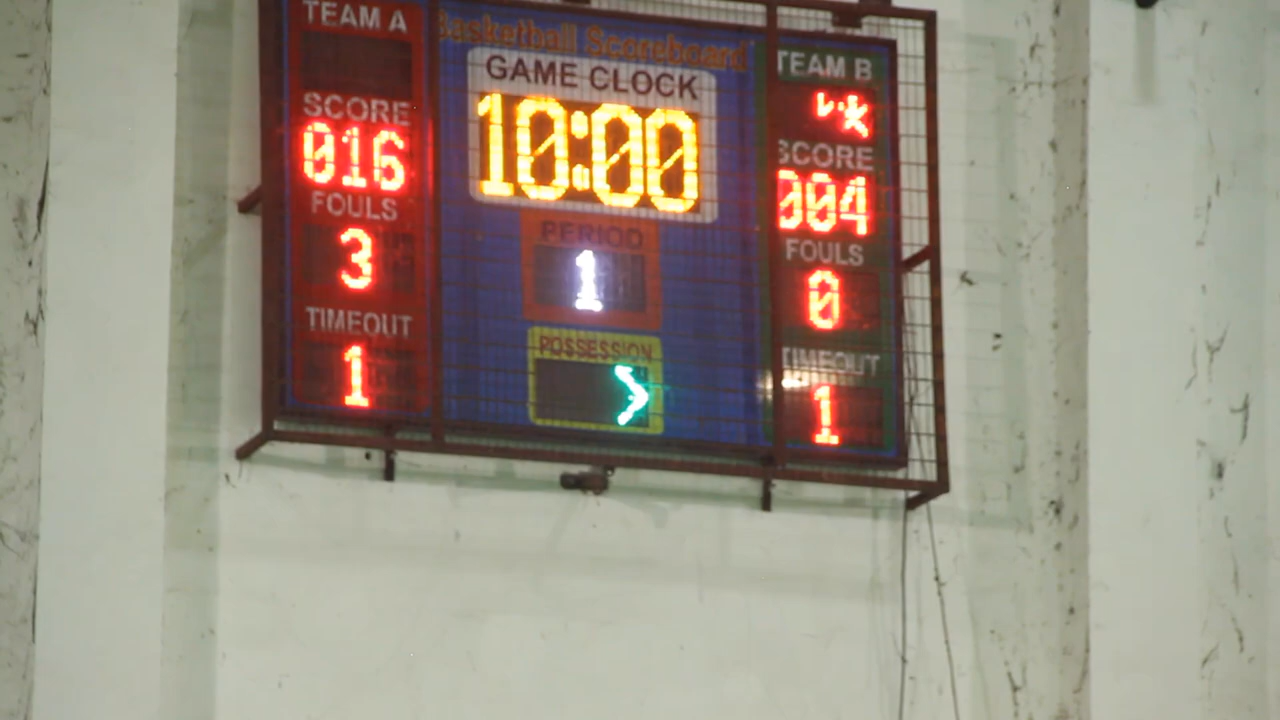 Basketball Scoreboard
TEAM A
SCORE
016
FOULS
3
TIMEOUT
1
GAME CLOCK
10:00
PERIOD
1
POSSESSION
>
TEAM B
SCORE
004
FOULS
0
TIMEOUT
1